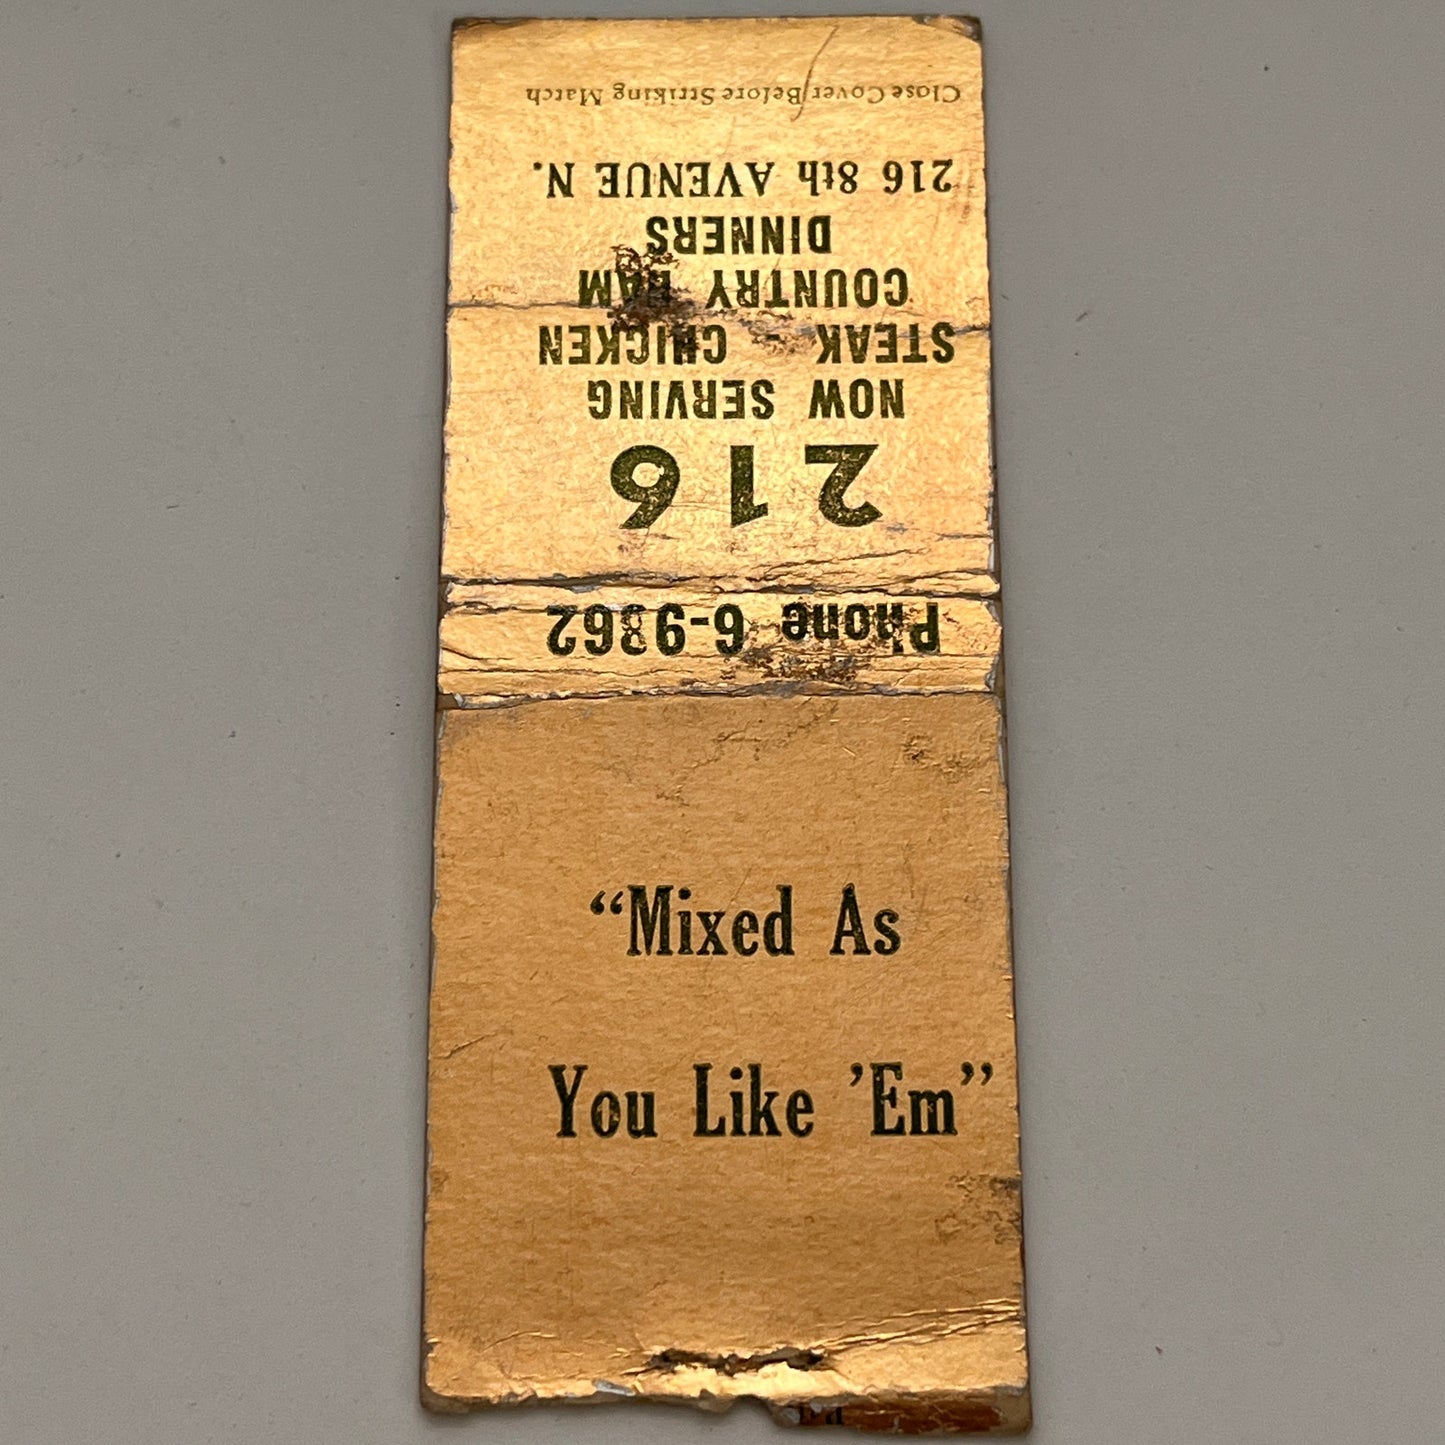 Close Cover Before Striking Match
216 8th AVENUE N.
DINNERS
COUNTRY HAM
STEAK - CHICKEN
NOW SERVING
216
Phone 6-9862
"Mixed As
You Like 'Em"